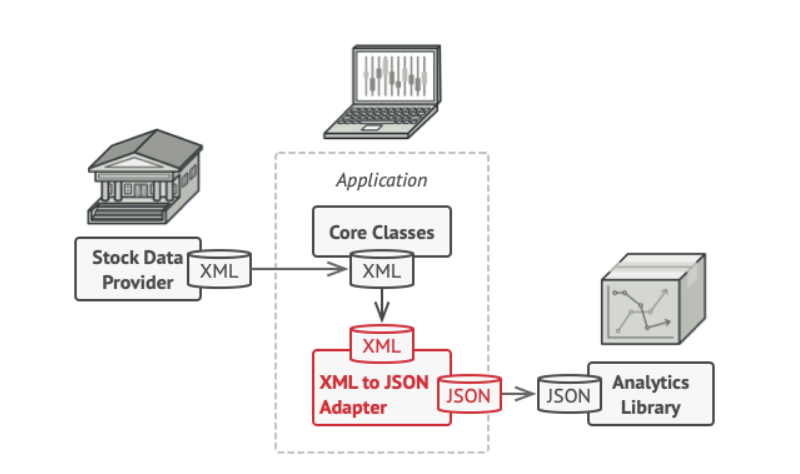 Application
Core Classes
XML
Stock Data
Provider
XML
XML
XML to JSON
Adapter
JSON
JSON
Analytics
Library